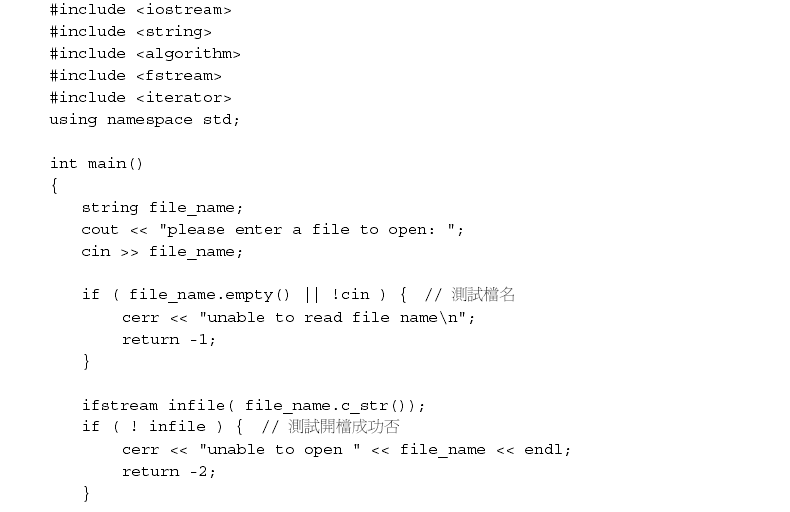 #include <iostream>
#include <string>
#include <algorithm>
#include <fstream>
#include <iterator>
using namespace std;
int main()
{
string file_name;
cout << "please enter a file to open: ";
cin >> file_name;
if ( file_name.empty() || !cin ) { // 測試檔名
cerr << "unable to read file name\n";
return -1;
}
ifstream infile( file_name.c_str());
if ( ! infile ) { // 測試開檔成功否
cerr << "unable to open " << file_name << endl;
return -2;
}